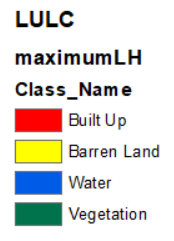 LULC
maximumLH
Class_Name
Built Up
Barren Land
Water
Vegetation